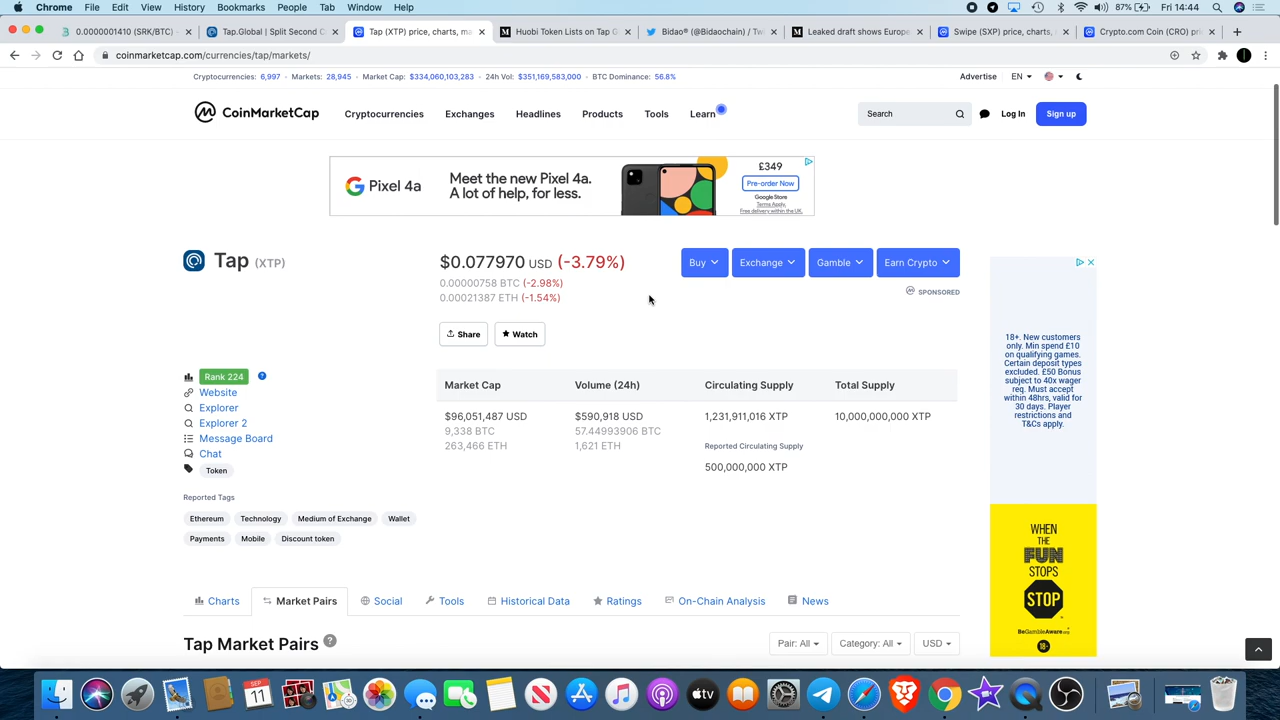 Chrome File Edit View History Bookmarks People Tab Window Help 87% Fri 14:44
0.0000001410 (SRK/BTC) Tap.Global | Split Second C Tap (XTP) price, charts, ma Huobi Token Lists on Tap G Bidao® (@Bidaochain) / Tw Leaked draft shows Europe Swipe (SXP) price, charts, Crypto.com Coin (CRO) pri
coinmarketcap.com/currencies/tap/markets/
Cryptocurrencies: 6,997 • Markets: 28,945 • Market Cap: $334,060,103,283 • 24h Vol: $351,169,583,000 • BTC Dominance: 56.8% Advertise EN
CoinMarketCap Cryptocurrencies Exchanges Headlines Products Tools Learn Search Log In Sign up
G Pixel 4a
Meet the new Pixel 4a.
A lot of help, for less.
£349
Pre-order Now
Google Store
Terms Apply.
Free delivery within the UK.
Tap (XTP)
$0.077970 USD (-3.79%)
0.00000758 BTC (-2.98%)
0.00021387 ETH (-1.54%)
Buy Exchange Gamble Earn Crypto
SPONSORED
Share Watch
Rank 224
Website
Explorer
Explorer 2
Message Board
Chat
Token
Reported Tags
Ethereum Technology Medium of Exchange Wallet
Payments Mobile Discount token
Market Cap Volume (24h) Circulating Supply Total Supply
$96,051,487 USD $590,918 USD 1,231,911,016 XTP 10,000,000,000 XTP
9,338 BTC 57.44993906 BTC
263,466 ETH 1,621 ETH
Reported Circulating Supply
500,000,000 XTP
18+. New customers
only. Min spend £10
on qualifying games.
Certain deposit types
excluded. £50 Bonus
subject to 40x wager
req. Must accept
within 48hrs, valid for
30 days. Player
restrictions and
T&Cs apply.
WHEN
THE
FUN
STOPS
STOP
BeGambleAware.org
18+
Charts Market Pairs Social Tools Historical Data Ratings On-Chain Analysis News
Tap Market Pairs ?
Pair: All Category: All USD
SEP
11
tv